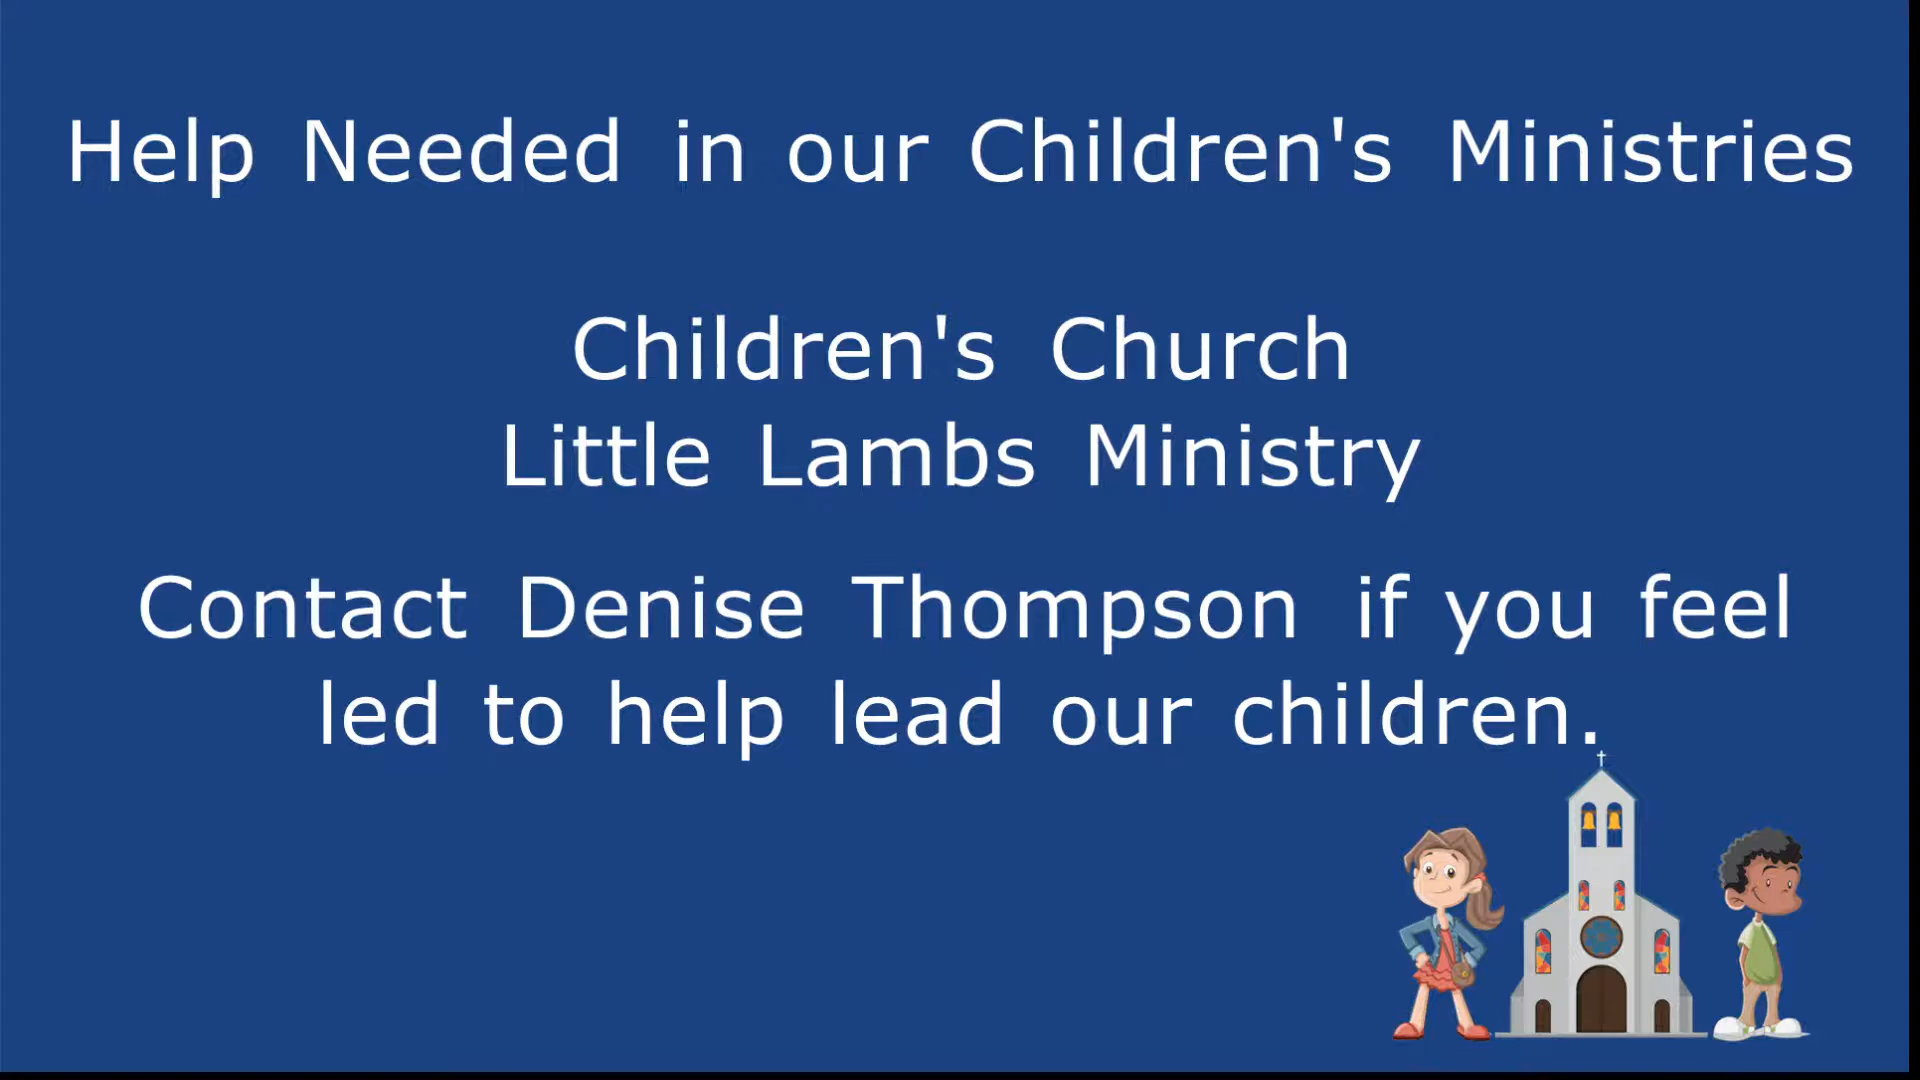 Help Needed in our Children's Ministries
Children's Church
Little Lambs Ministry
Contact Denise Thompson if you feel
led to help lead our children.